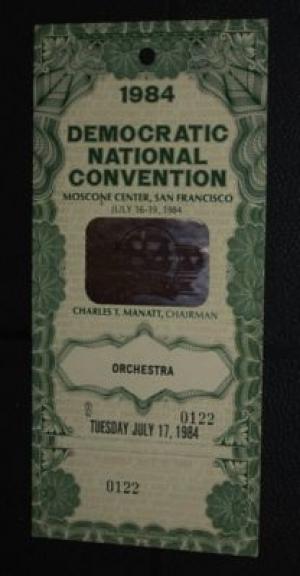 1984
DEMOCRATIC
NATIONAL
CONVENTION
MOSCONE CENTER, SAN FRANCISCO
JULY 16-19, 1984
CHARLES T. MANATT, CHAIRMAN
ORCHESTRA
0122
TUESDAY JULY 17, 1984
0122